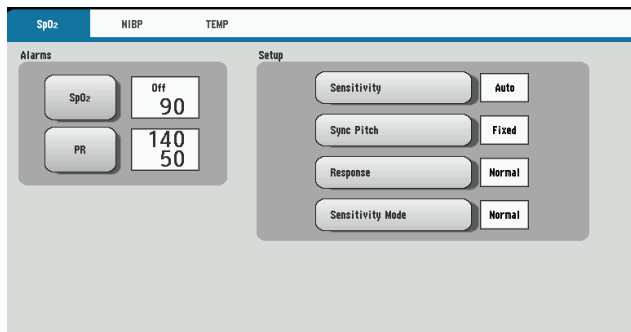 SpO2
NIBP
TEMP
Alarms
SpO2
Off
90
PR
140
50
Setup
Sensitivity
Auto
Sync Pitch
Fixed
Response
Normal
Sensitivity Mode
Normal